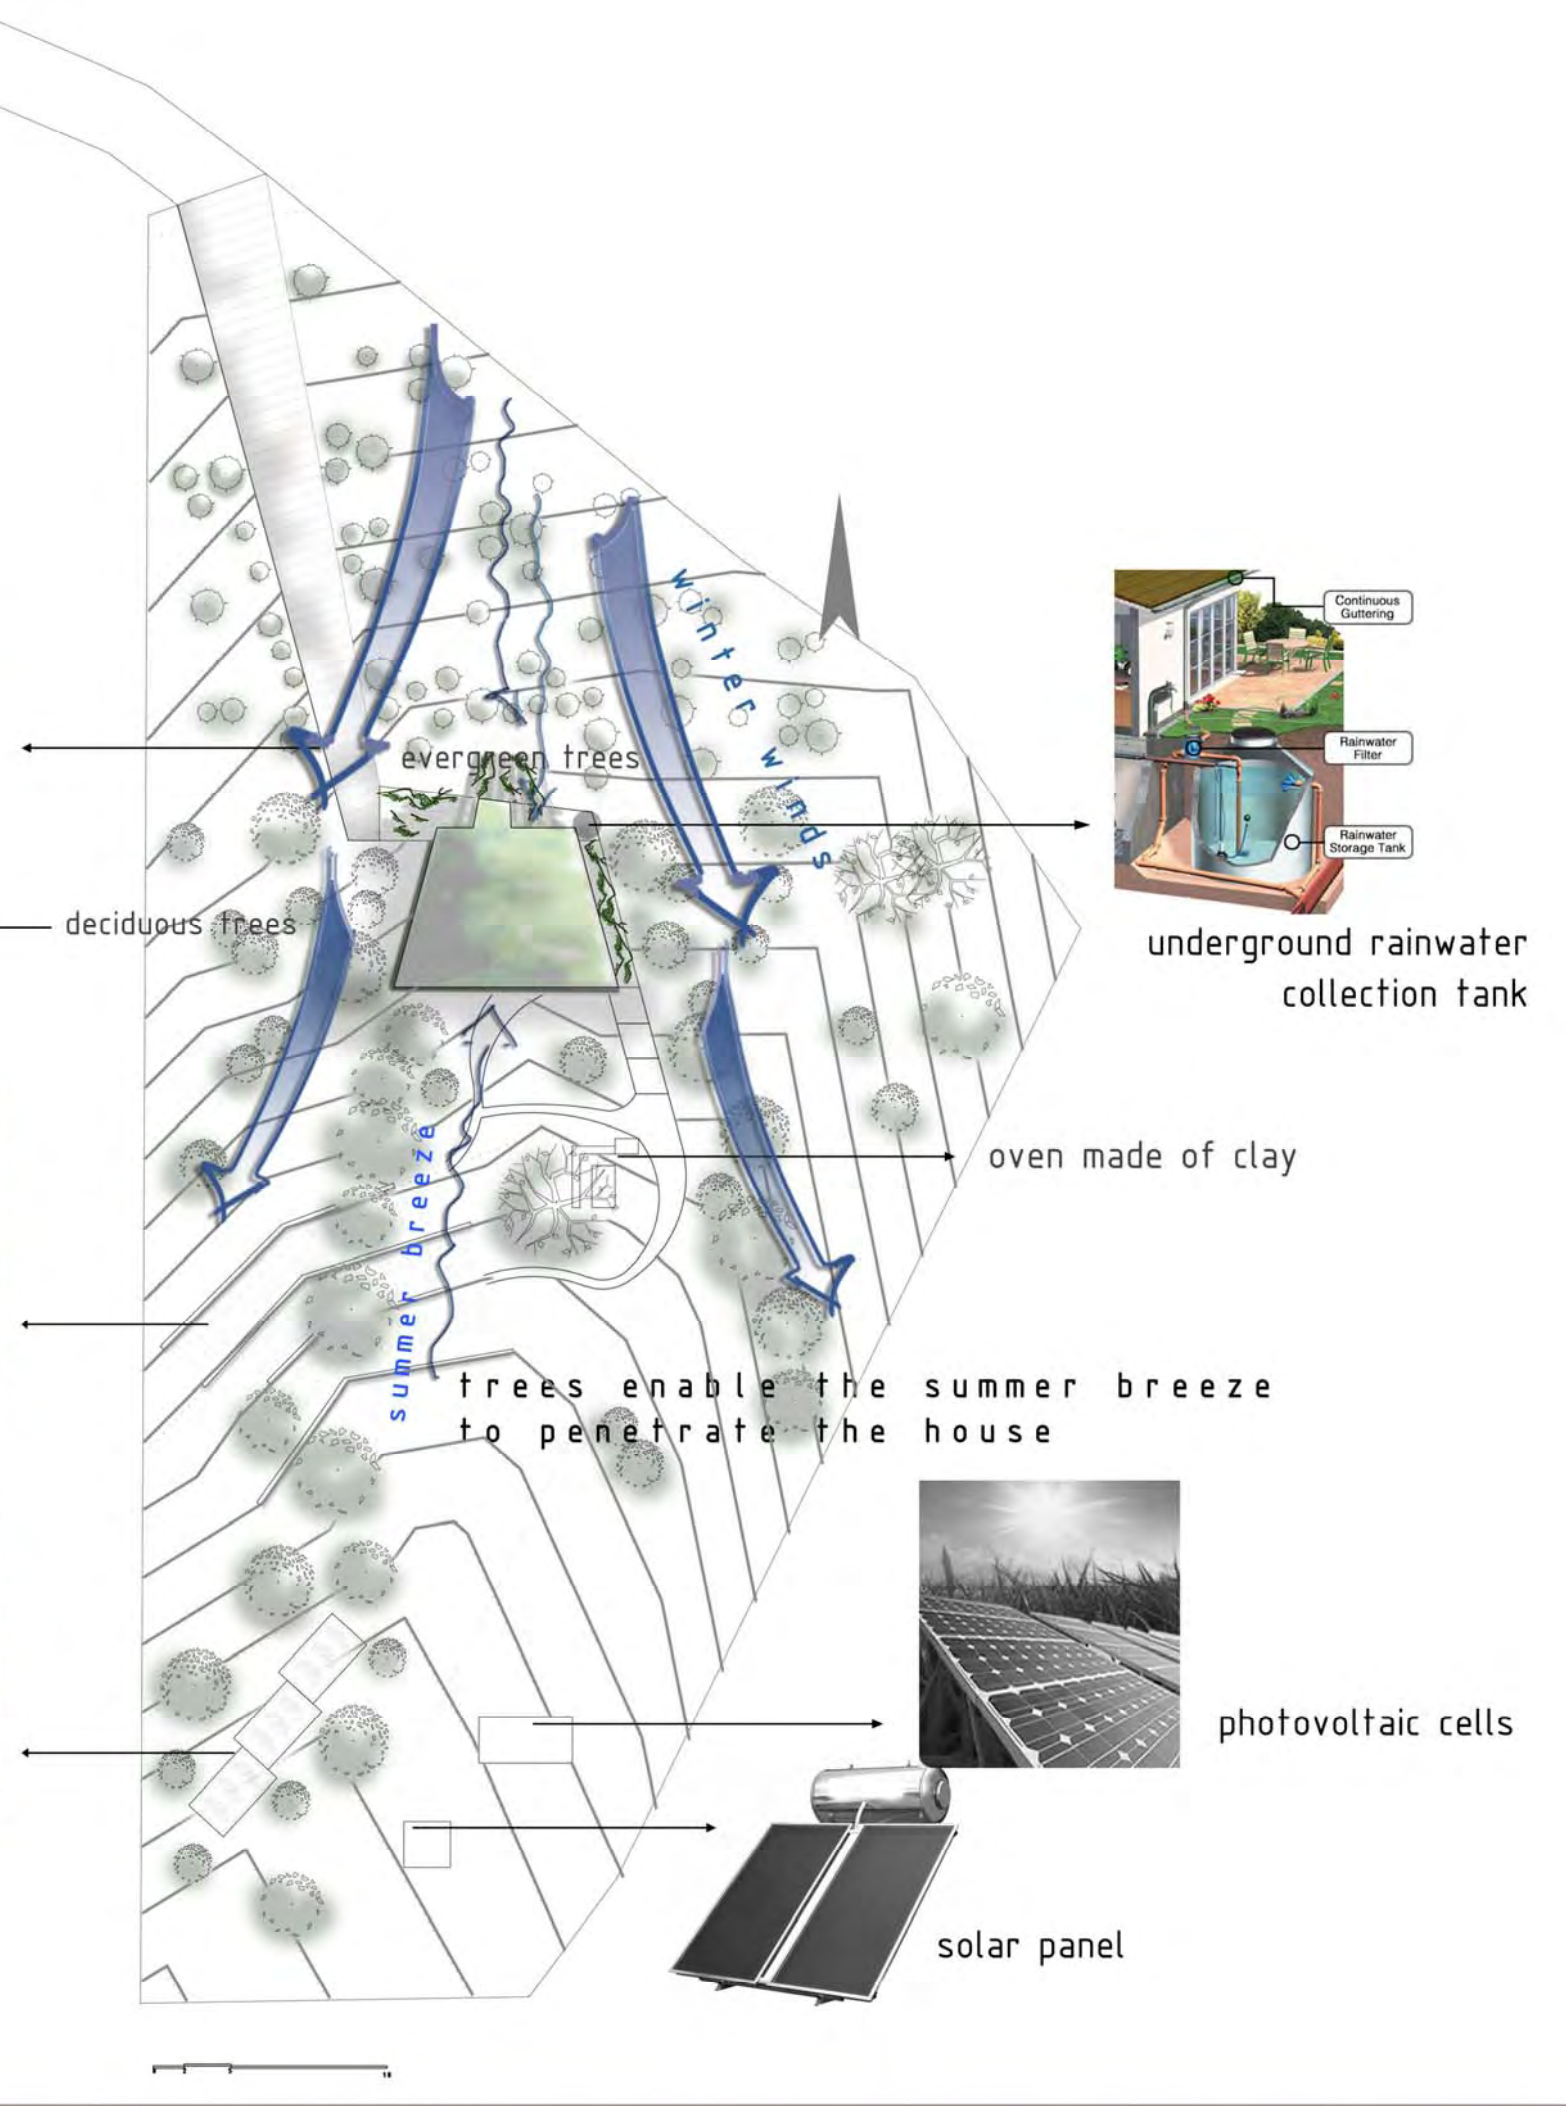 winter winds
Continuous
Guttering
evergreen trees
Rainwater
Filter
Rainwater
Storage Tank
deciduous trees
underground rainwater
collection tank
summer breeze
oven made of clay
trees enable the summer breeze
to penetrate the house
photovoltaic cells
solar panel
10